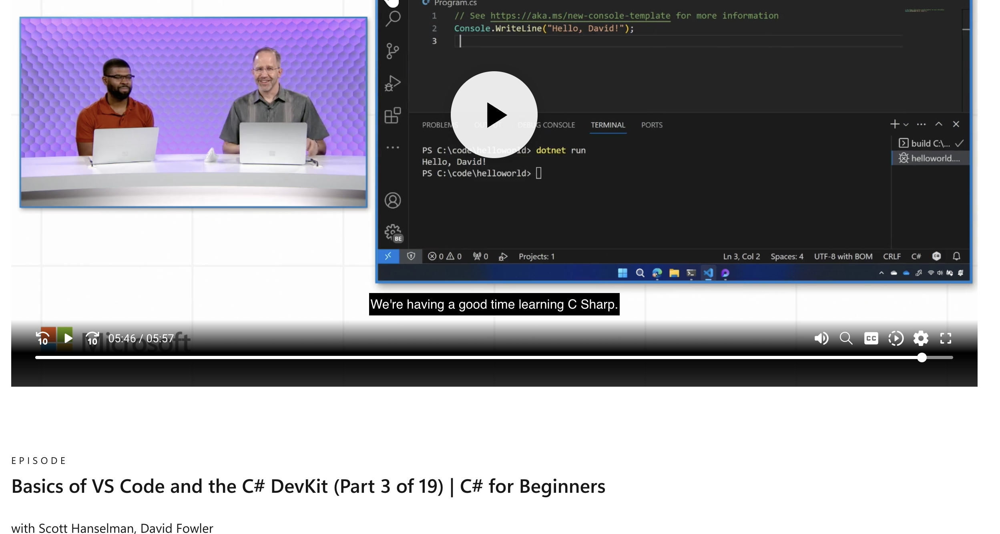 Program.cs
1 // See https://aka.ms/new-console-template for more information
2 Console.WriteLine("Hello, David!");
3
PROBLEMS OUTPUT DEBUG CONSOLE TERMINAL PORTS
PS C:\code\helloworld> dotnet run
Hello, David!
PS C:\code\helloworld>
build C:\...
helloworld....
BE
0 0 0 Projects: 1 Ln 3, Col 2 Spaces: 4 UTF-8 with BOM CRLF C# C#
We're having a good time learning C Sharp.
Microsoft
10 10 05:46 / 05:57 CC
EPISODE
Basics of VS Code and the C# DevKit (Part 3 of 19) | C# for Beginners
with Scott Hanselman, David Fowler